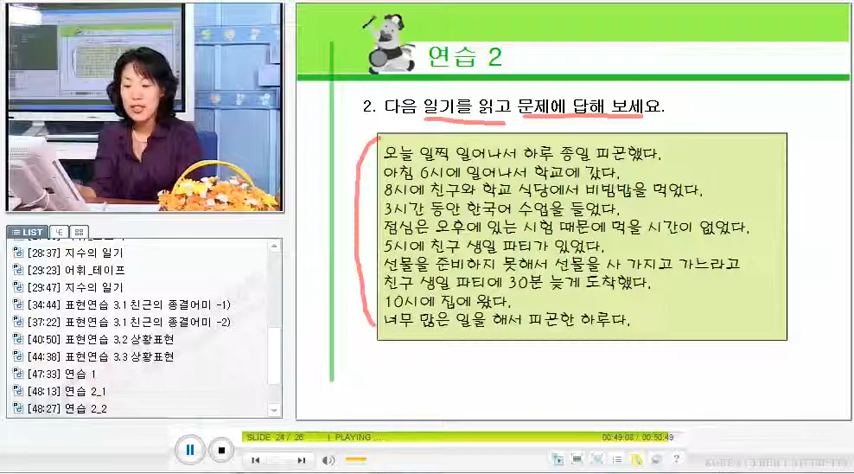 연습 2
2. 다음 일기를 읽고 문제에 답해 보세요.
오늘 일찍 일어나서 하루 종일 피곤했다.
아침 6시에 일어나서 학교에 갔다.
8시에 친구와 학교 식당에서 비빔밥을 먹었다.
3시간 동안 한국어 수업을 들었다.
점심은 오후에 있는 시험 때문에 먹을 시간이 없었다.
5시에 친구 생일 파티가 있었다.
선물을 준비하지 못해서 선물을 사 가지고 가느라고
친구 생일 파티에 30분 늦게 도착했다.
10시에 집에 왔다.
너무 많은 일을 해서 피곤한 하루다.
LIST
[28:37] 지수의 일기
[29:23] 어휘_테이프
[29:47] 지수의 일기
[34:44] 표현연습 3.1 친근의 종결어미 -1)
[37:22] 표현연습 3.1 친근의 종결어미 -2)
[40:50] 표현연습 3.2 상황표현
[44:38] 표현연습 3.3 상황표현
[47:33] 연습 1
[48:13] 연습 2_1
[48:27] 연습 2_2
SLIDE 24 / 26 | PLAYING ...
00:49:08 / 00:50:49